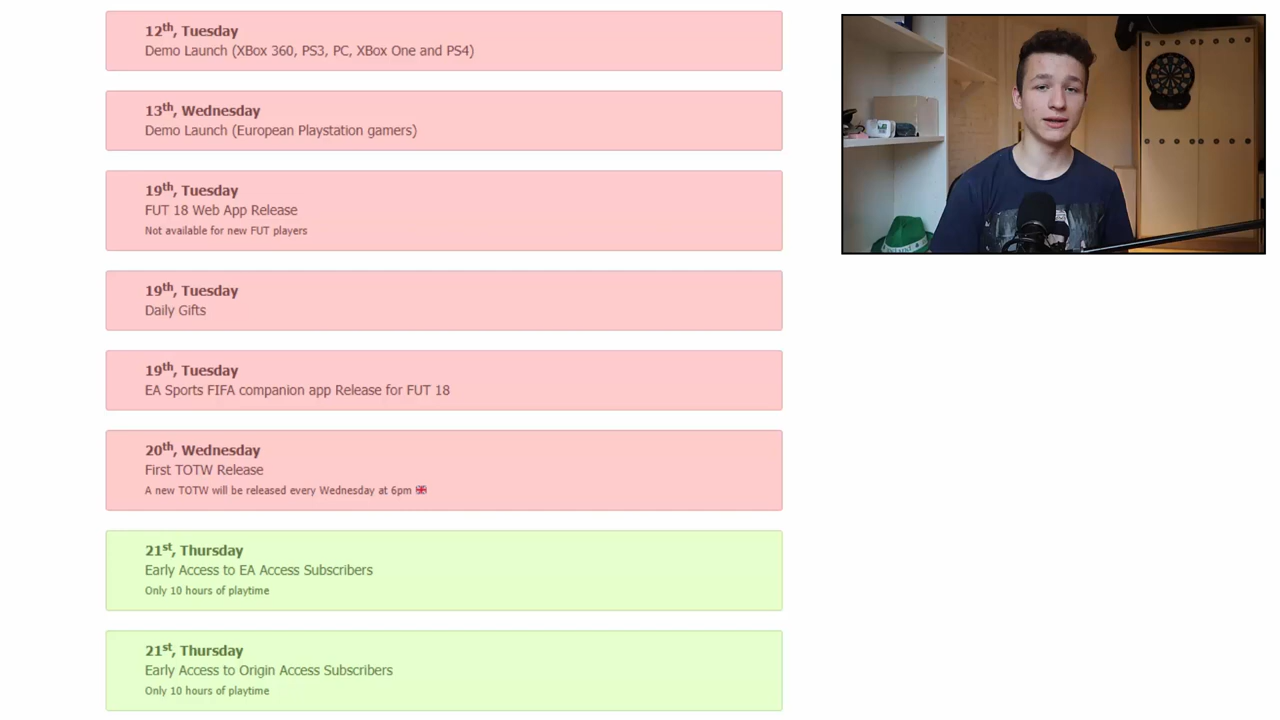 12th, Tuesday
Demo Launch (XBox 360, PS3, PC, XBox One and PS4)
13th, Wednesday
Demo Launch (European Playstation gamers)
19th, Tuesday
FUT 18 Web App Release
Not available for new FUT players
19th, Tuesday
Daily Gifts
19th, Tuesday
EA Sports FIFA companion app Release for FUT 18
20th, Wednesday
First TOTW Release
A new TOTW will be released every Wednesday at 6pm
21st, Thursday
Early Access to EA Access Subscribers
Only 10 hours of playtime
21st, Thursday
Early Access to Origin Access Subscribers
Only 10 hours of playtime